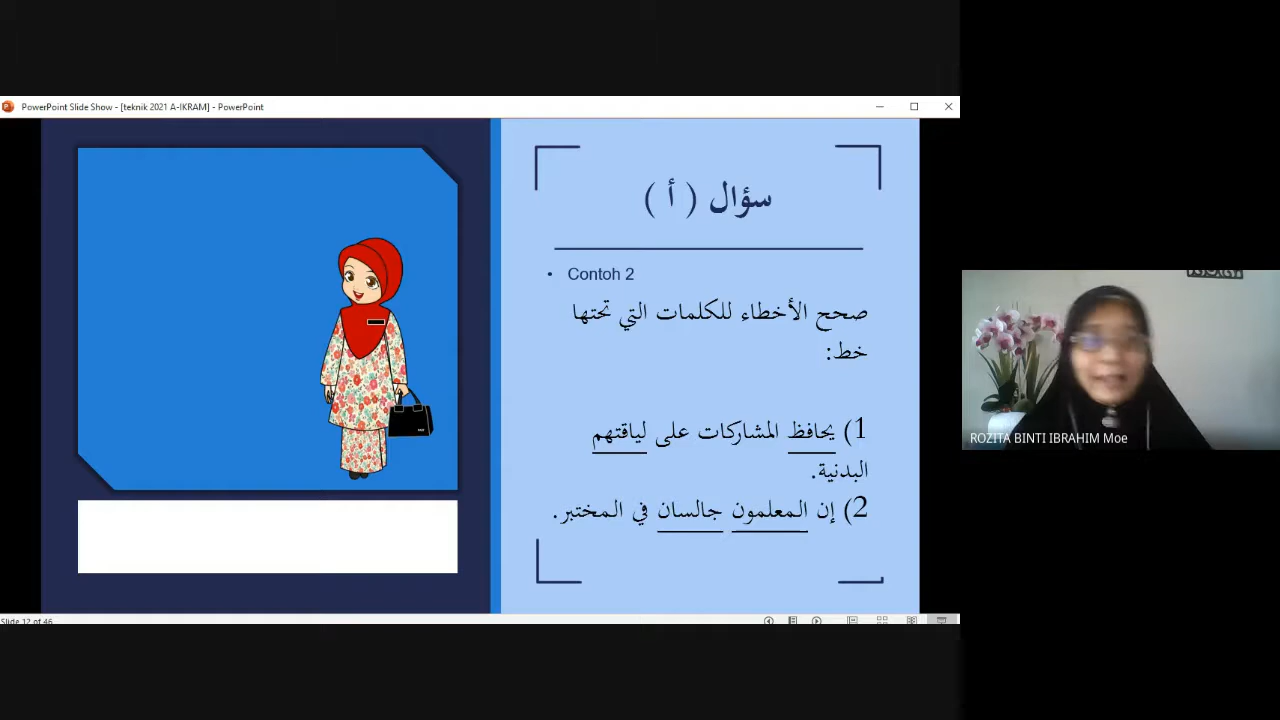 PowerPoint Slide Show - [teknik 2021 A-IKRAM] - PowerPoint
سؤال ( أ )
• Contoh 2
صحح الأخطاء للكلمات التي تحتها
خط:
1) يحافظ المشاركات على لياقتهم
البدنية.
2) إن المعلمون جالسان في المختبر.
ROZITA BINTI IBRAHIM Moe
Slide 12 of 46